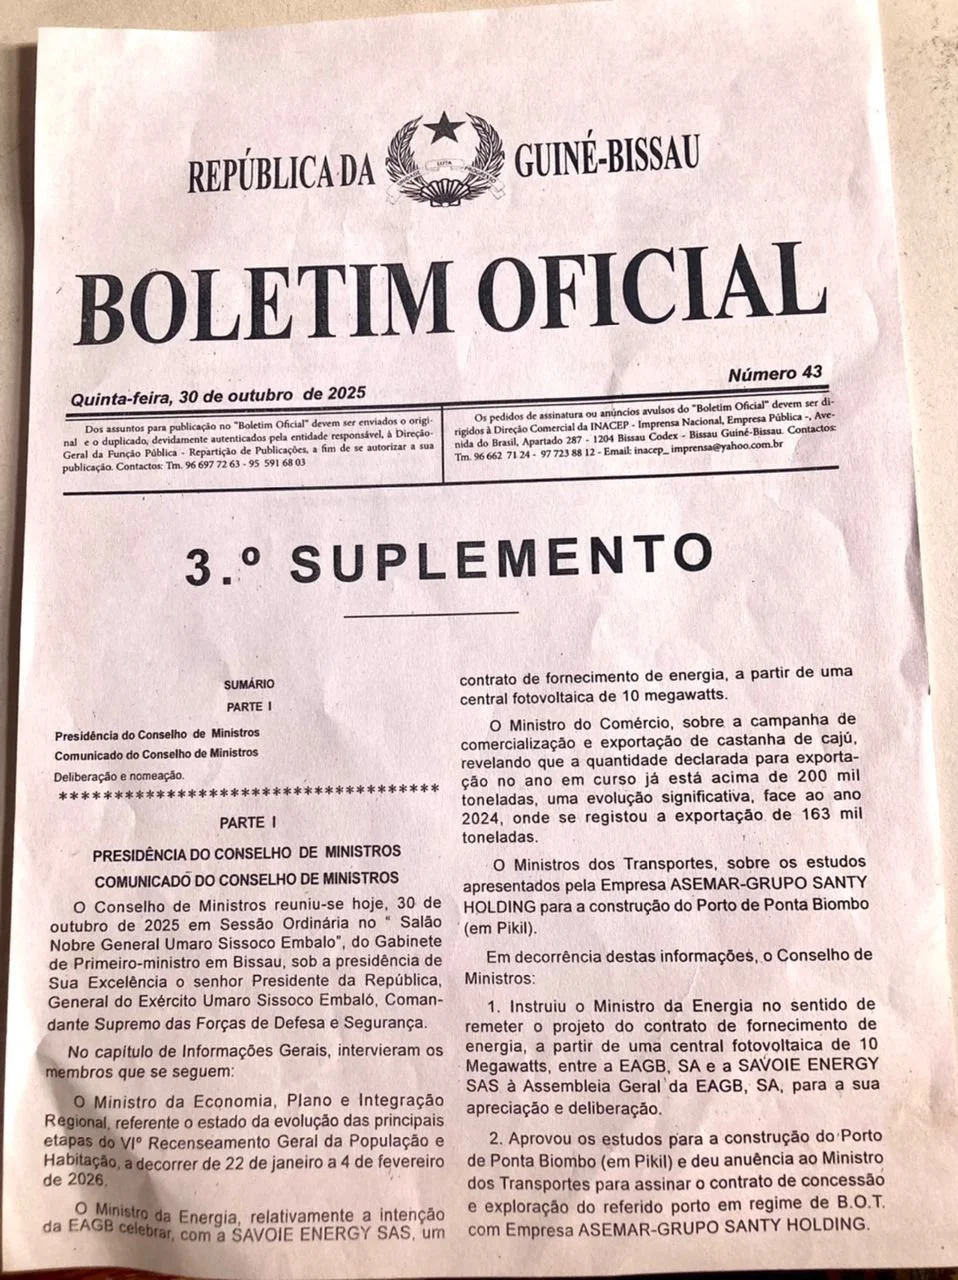 REPÚBLICA DA GUINÉ-BISSAU
LUTA
BOLETIM OFICIAL
Quinta-feira, 30 de outubro de 2025
Número 43
Dos assuntos para publicação no "Boletim Oficial" devem ser enviados o origi-
nal e o duplicado, devidamente autenticados pela entidade responsável, à Direção-
Geral da Função Pública - Repartição de Publicações, a fim de se autorizar a sua
publicação. Contactos: Tm. 96 697 72 63 - 95 591 68 03
Os pedidos de assinatura ou anúncios avulsos do "Boletim Oficial" devem ser di-
rigidos à Direção Comercial da INACEP - Imprensa Nacional, Empresa Pública -, Ave-
nida do Brasil, Apartado 287 - 1204 Bissau Codex - Bissau Guiné-Bissau. Contactos:
Tm. 96 662 71 24 - 97 723 88 12 - Email: inacep_ imprensa@yahoo.com.br
3.º SUPLEMENTO
SUMÁRIO
PARTE I
Presidência do Conselho de Ministros
Comunicado do Conselho de Ministros
Deliberação e nomeação.
***********************************
PARTE I
PRESIDÊNCIA DO CONSELHO DE MINISTROS
COMUNICADO DO CONSELHO DE MINISTROS
O Conselho de Ministros reuniu-se hoje, 30 de
outubro de 2025 em Sessão Ordinária no " Salão
Nobre General Umaro Sissoco Embalo", do Gabinete
de Primeiro-ministro em Bissau, sob a presidência de
Sua Excelência o senhor Presidente da República,
General do Exército Umaro Sissoco Embaló, Coman-
dante Supremo das Forças de Defesa e Segurança.
No capítulo de Informações Gerais, intervieram os
membros que se seguem:
O Ministro da Economia, Plano e Integração
Regional, referente o estado da evolução das principais
etapas do VIº Recenseamento Geral da População e
Habitação, a decorrer de 22 de janeiro a 4 de fevereiro
de 2026.
O Ministro da Energia, relativamente a intenção
da EAGB celebrar, com a SAVOIE ENERGY SAS, um
contrato de fornecimento de energia, a partir de uma
central fotovoltaica de 10 megawatts.
O Ministro do Comércio, sobre a campanha de
comercialização e exportação de castanha de cajú,
revelando que a quantidade declarada para exporta-
ção no ano em curso já está acima de 200 mil
toneladas, uma evolução significativa, face ao ano
2024, onde se registou a exportação de 163 mil
toneladas.
O Ministros dos Transportes, sobre os estudos
apresentados pela Empresa ASEMAR-GRUPO SANTY
HOLDING para a construção do Porto de Ponta Biombo
(em Pikil).
Em decorrência destas informações, o Conselho de
Ministros:
1. Instruiu o Ministro da Energia no sentido de
remeter o projeto do contrato de fornecimento de
energia, a partir de uma central fotovoltaica de 10
Megawatts, entre a EAGB, SA e a SAVOIE ENERGY
SAS à Assembleia Geral da EAGB, SA, para a sua
apreciação e deliberação.
2. Aprovou os estudos para a construção do Porto
de Ponta Biombo (em Pikil) e deu anuência ao Ministro
dos Transportes para assinar o contrato de concessão
e exploração do referido porto em regime de B.O.T.
com Empresa ASEMAR-GRUPO SANTY HOLDING.